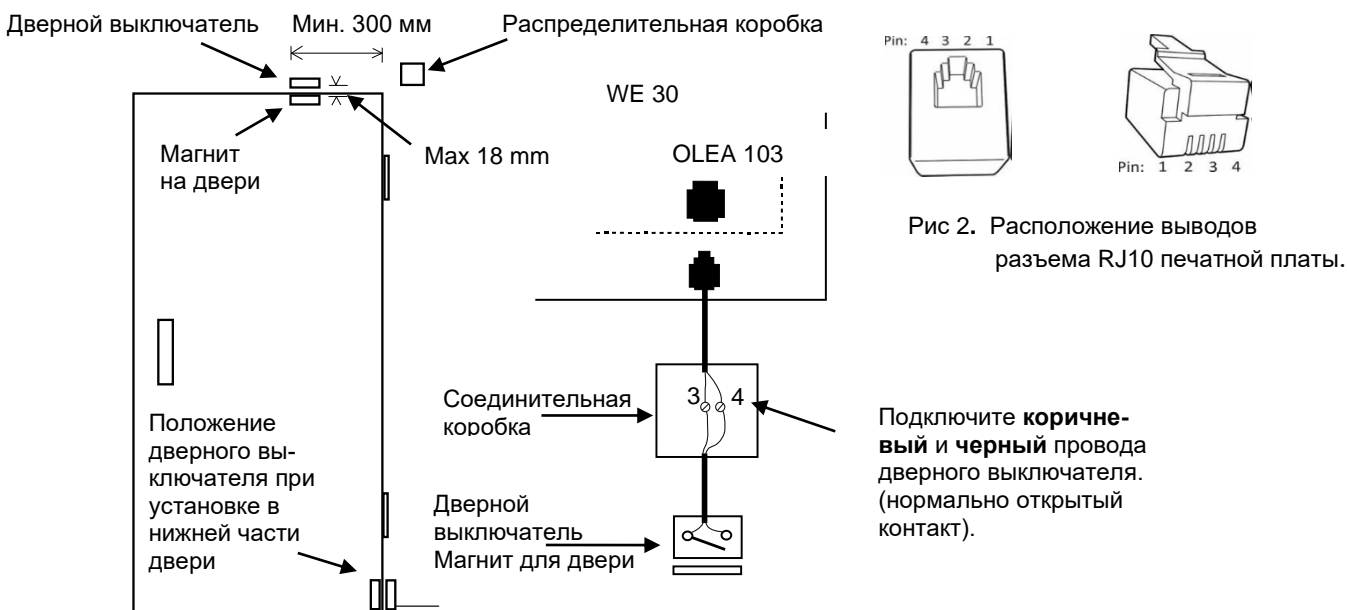 Дверной выключатель
Мин. 300 мм
Распределительная коробка
Магнит
на двери
Max 18 mm
WE 30
OLEA 103
Pin: 4 3 2 1
Pin: 1 2 3 4
Рис 2. Расположение выводов
разъема RJ10 печатной платы.
Положение
дверного вы-
ключателя при
установке в
нижней части
двери
Соединительная
коробка
3 4
Дверной
выключатель
Магнит для двери
Подключите коричне-
вый и черный провода
дверного выключателя.
(нормально открытый
контакт).